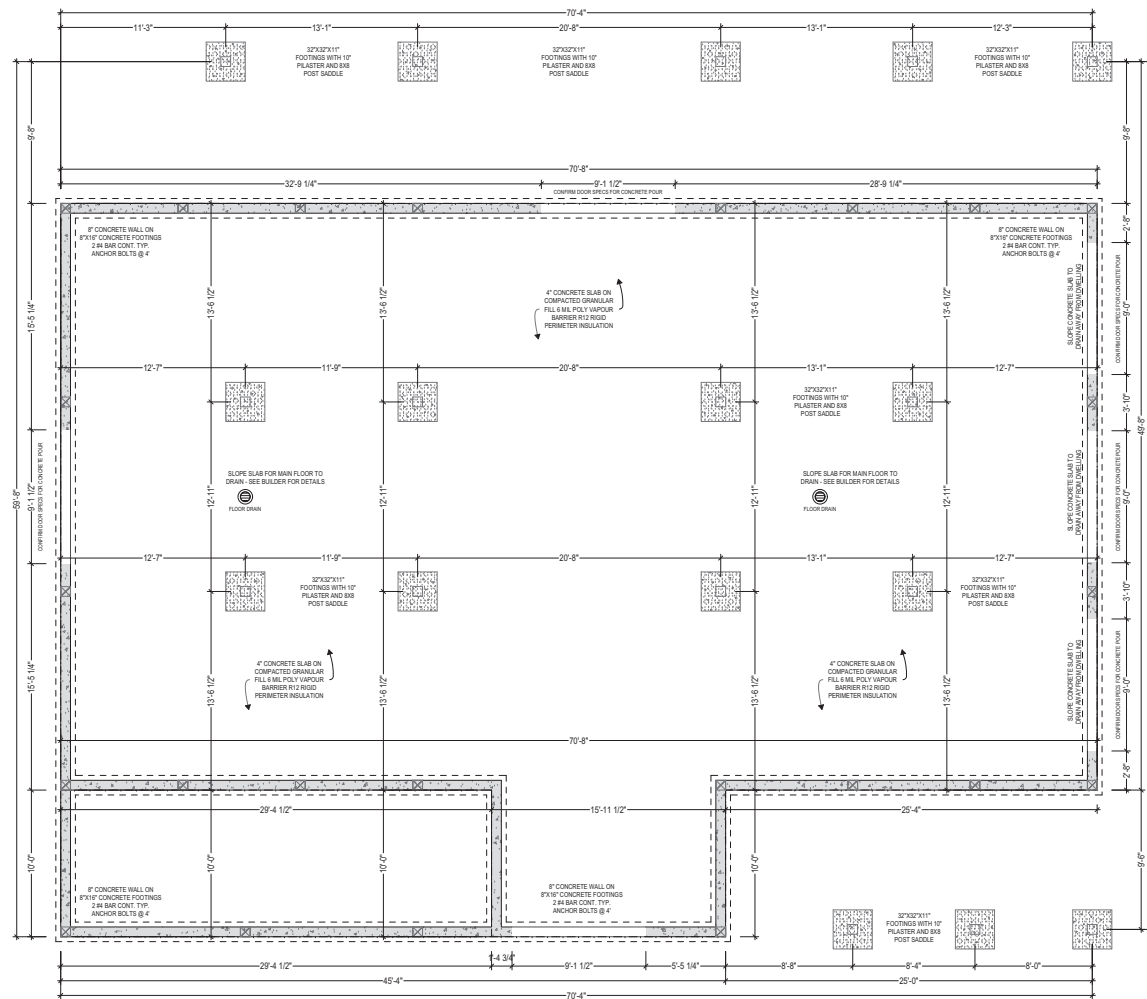 70'-4"
11'-3"
13'-1"
20'-8"
13'-1"
12'-3"
32"X32"X11"
FOOTINGS WITH 10"
PILASTER AND 8X8
POST SADDLE
32"X32"X11"
FOOTINGS WITH 10"
PILASTER AND 8X8
POST SADDLE
32"X32"X11"
FOOTINGS WITH 10"
PILASTER AND 8X8
POST SADDLE
9'-8"
9'-8"
70'-8"
32'-9 1/4"
9'-1 1/2"
28'-9 1/4"
CONFIRM DOOR SPECS FOR CONCRETE POUR
8" CONCRETE WALL ON
8"X16" CONCRETE FOOTINGS
2 #4 BAR CONT. TYP.
ANCHOR BOLTS @ 4'
8" CONCRETE WALL ON
8"X16" CONCRETE FOOTINGS
2 #4 BAR CONT. TYP.
ANCHOR BOLTS @ 4'
2'-8"
15'-5 1/4"
13'-6 1/2"
13'-6 1/2"
4" CONCRETE SLAB ON
COMPACTED GRANULAR
FILL 6 MIL POLY VAPOUR
BARRIER R12 RIGID
PERIMETER INSULATION
13'-6 1/2"
13'-6 1/2"
SLOPE CONCRETE SLAB TO
DRAIN AWAY FROM DWELLING
CONFIRM DOOR SPECS FOR CONCRETE POUR
9'-0"
12'-7"
11'-9"
20'-8"
13'-1"
12'-7"
32"X32"X11"
FOOTINGS WITH 10"
PILASTER AND 8X8
POST SADDLE
3'-10"
49'-8"
59'-8"
9'-1 1/2"
CONFIRM DOOR SPECS FOR CONCRETE POUR
SLOPE SLAB FOR MAIN FLOOR TO
DRAIN - SEE BUILDER FOR DETAILS
FLOOR DRAIN
12'-11"
12'-11"
12'-11"
SLOPE SLAB FOR MAIN FLOOR TO
DRAIN - SEE BUILDER FOR DETAILS
FLOOR DRAIN
12'-11"
SLOPE CONCRETE SLAB TO
DRAIN AWAY FROM DWELLING
CONFIRM DOOR SPECS FOR CONCRETE POUR
9'-0"
12'-7"
11'-9"
20'-8"
13'-1"
12'-7"
32"X32"X11"
FOOTINGS WITH 10"
PILASTER AND 8X8
POST SADDLE
32"X32"X11"
FOOTINGS WITH 10"
PILASTER AND 8X8
POST SADDLE
3'-10"
15'-5 1/4"
13'-6 1/2"
4" CONCRETE SLAB ON
COMPACTED GRANULAR
FILL 6 MIL POLY VAPOUR
BARRIER R12 RIGID
PERIMETER INSULATION
13'-6 1/2"
13'-6 1/2"
4" CONCRETE SLAB ON
COMPACTED GRANULAR
FILL 6 MIL POLY VAPOUR
BARRIER R12 RIGID
PERIMETER INSULATION
13'-6 1/2"
SLOPE CONCRETE SLAB TO
DRAIN AWAY FROM DWELLING
CONFIRM DOOR SPECS FOR CONCRETE POUR
9'-0"
70'-8"
2'-8"
29'-4 1/2"
15'-11 1/2"
25'-4"
10'-0"
10'-0"
10'-0"
10'-0"
9'-6"
8" CONCRETE WALL ON
8"X16" CONCRETE FOOTINGS
2 #4 BAR CONT. TYP.
ANCHOR BOLTS @ 4'
8" CONCRETE WALL ON
8"X16" CONCRETE FOOTINGS
2 #4 BAR CONT. TYP.
ANCHOR BOLTS @ 4'
32"X32"X11"
FOOTINGS WITH 10"
PILASTER AND 8X8
POST SADDLE
29'-4 1/2"
1'-4 3/4"
9'-1 1/2"
5'-5 1/4"
8'-8"
8'-4"
8'-0"
45'-4"
25'-0"
70'-4"